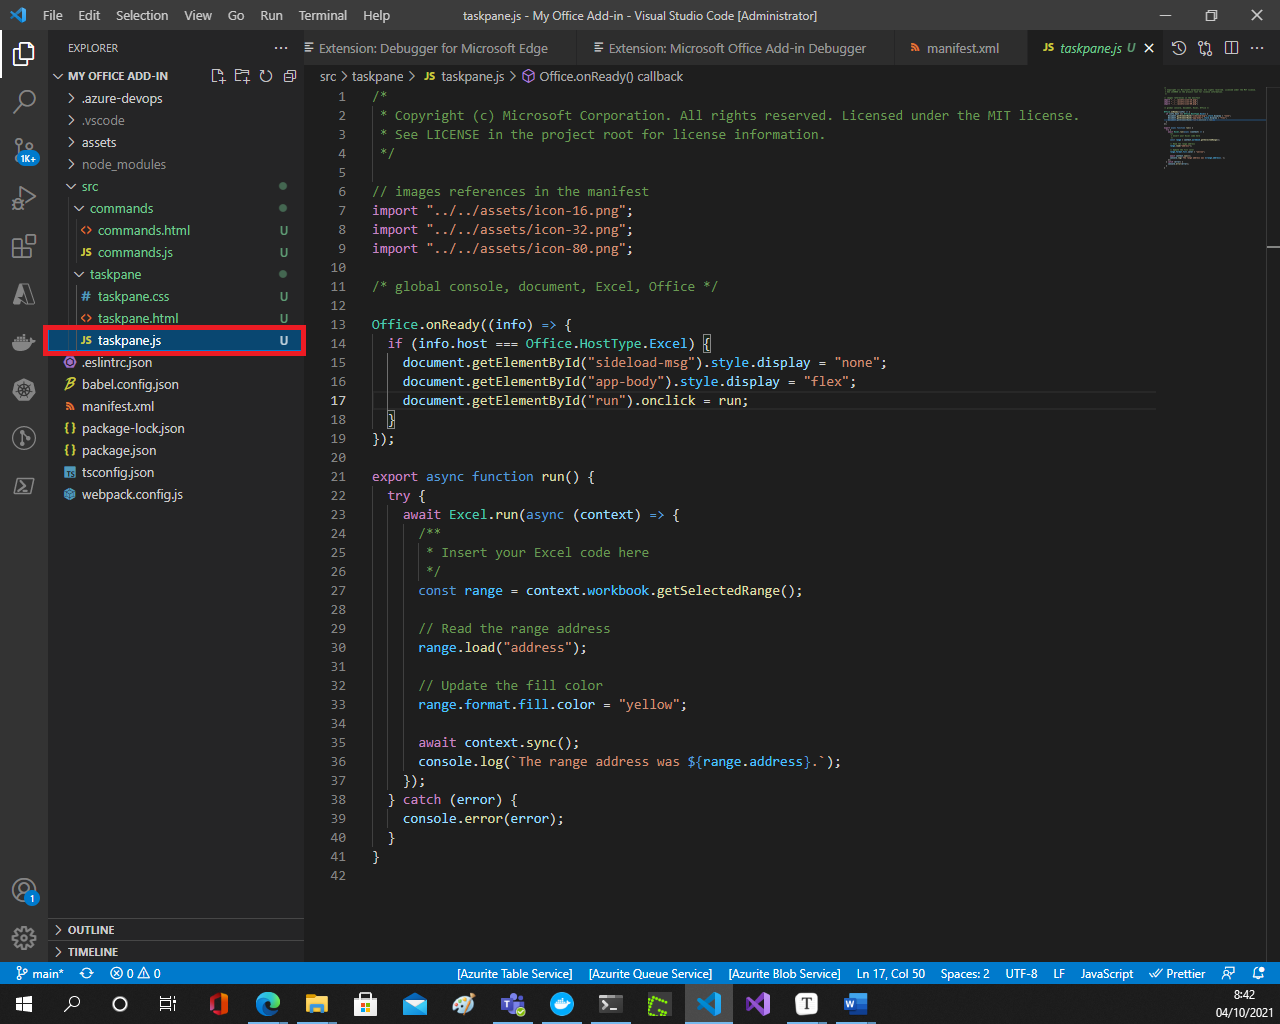 File Edit Selection View Go Run Terminal Help
taskpane.js - My Office Add-in - Visual Studio Code [Administrator]
EXPLORER
Extension: Debugger for Microsoft Edge
Extension: Microsoft Office Add-in Debugger
manifest.xml
JS taskpane.js U
MY OFFICE ADD-IN
.azure-devops
.vscode
assets
node_modules
src
commands
commands.html U
JS commands.js U
taskpane
# taskpane.css U
taskpane.html U
JS taskpane.js U
.eslintrc.json
babel.config.json
manifest.xml
{} package-lock.json
{} package.json
TS tsconfig.json
webpack.config.js
1K+
1
OUTLINE
TIMELINE
src > taskpane > JS taskpane.js > Office.onReady() callback
1 /*
2 * Copyright (c) Microsoft Corporation. All rights reserved. Licensed under the MIT license.
3 * See LICENSE in the project root for license information.
4 */
5
6 // images references in the manifest
7 import "../../assets/icon-16.png";
8 import "../../assets/icon-32.png";
9 import "../../assets/icon-80.png";
10
11 /* global console, document, Excel, Office */
12
13 Office.onReady((info) => {
14 if (info.host === Office.HostType.Excel) {
15 document.getElementById("sideload-msg").style.display = "none";
16 document.getElementById("app-body").style.display = "flex";
17 document.getElementById("run").onclick = run;
18 }
19 });
20
21 export async function run() {
22 try {
23 await Excel.run(async (context) => {
24 /**
25 * Insert your Excel code here
26 */
27 const range = context.workbook.getSelectedRange();
28
29 // Read the range address
30 range.load("address");
31
32 // Update the fill color
33 range.format.fill.color = "yellow";
34
35 await context.sync();
36 console.log(`The range address was ${range.address}.`);
37 });
38 } catch (error) {
39 console.error(error);
40 }
41 }
42
main* 0 0 [Azurite Table Service] [Azurite Queue Service] [Azurite Blob Service] Ln 17, Col 50 Spaces: 2 UTF-8 LF JavaScript Prettier
8:42
04/10/2021